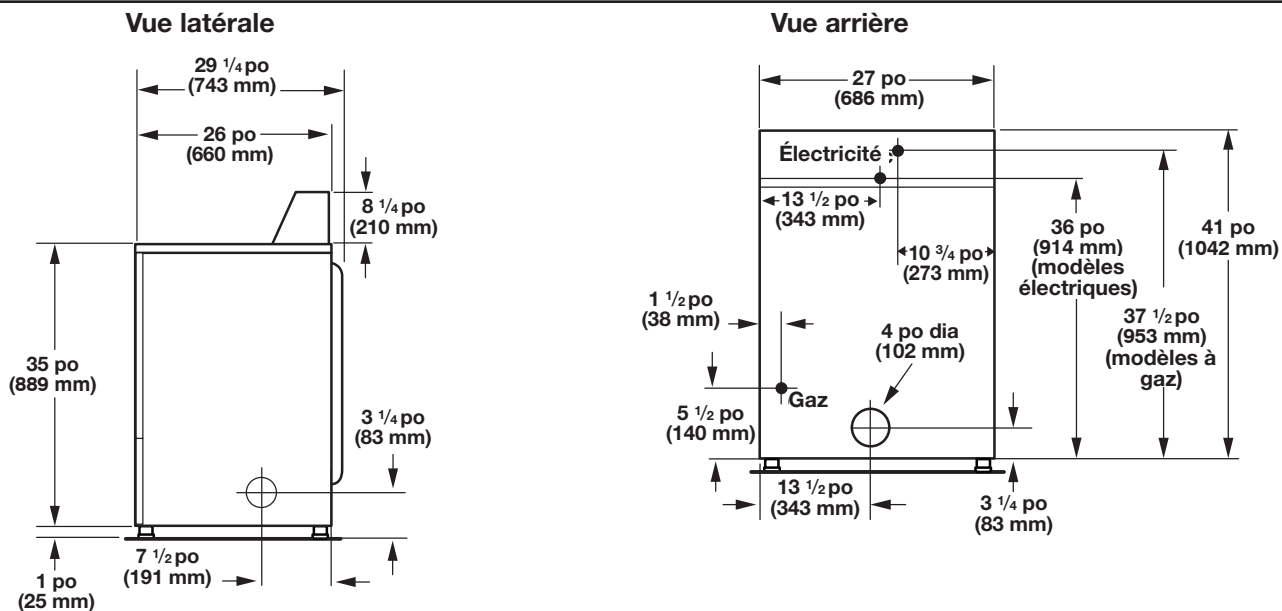 Vue latérale
29 1/4 po
(743 mm)
26 po
(660 mm)
8 1/4 po
(210 mm)
35 po
(889 mm)
3 1/4 po
(83 mm)
7 1/2 po
(191 mm)
1 po
(25 mm)
Vue arrière
27 po
(686 mm)
Électricité :
13 1/2 po
(343 mm)
10 3/4 po
(273 mm)
36 po
(914 mm)
(modèles
électriques)
41 po
(1042 mm)
1 1/2 po
(38 mm)
4 po dia
(102 mm)
37 1/2 po
(953 mm)
(modèles à
gaz)
Gaz
5 1/2 po
(140 mm)
13 1/2 po
(343 mm)
3 1/4 po
(83 mm)